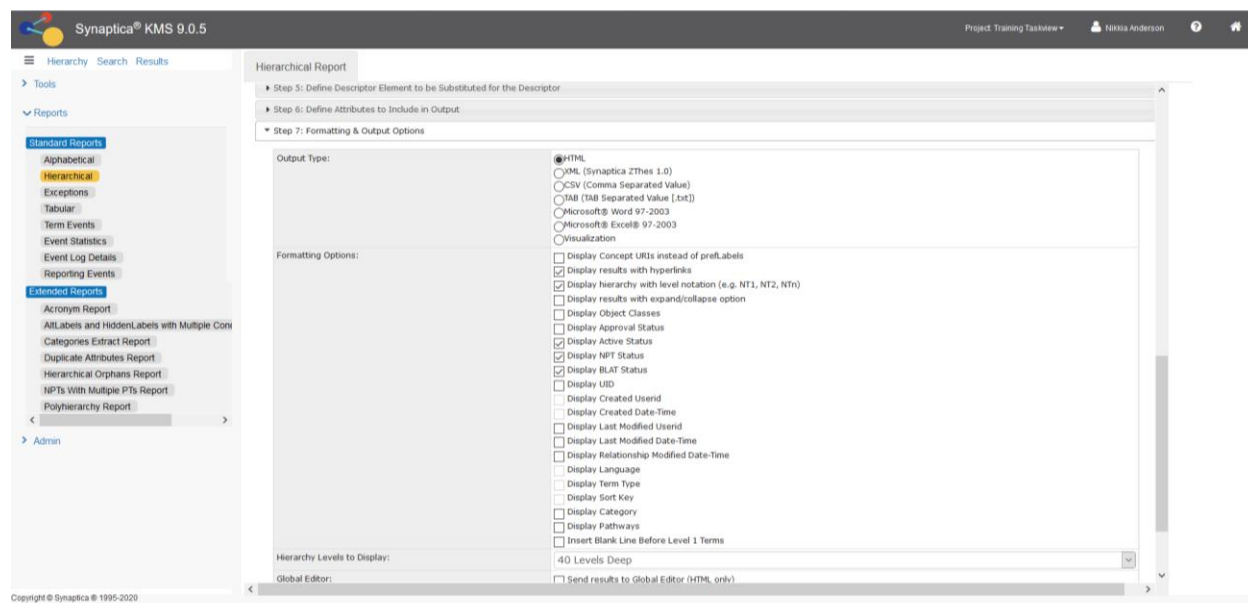 Synaptica® KMS 9.0.5
Project: Training Taskview
Nikkia Anderson
Hierarchy Search Results
Tools
Reports
Standard Reports
Alphabetical
Hierarchical
Exceptions
Tabular
Term Events
Event Statistics
Event Log Details
Reporting Events
Extended Reports
Acronym Report
AltLabels and HiddenLabels with Multiple Conc
Categories Extract Report
Duplicate Attributes Report
Hierarchical Orphans Report
NPTs With Multiple PTs Report
Polyhierarchy Report
Admin
Hierarchical Report
Step 5: Define Descriptor Element to be Substituted for the Descriptor
Step 6: Define Attributes to Include in Output
Step 7: Formatting & Output Options
Output Type:
HTML
XML (Synaptica ZThes 1.0)
CSV (Comma Separated Value)
TAB (TAB Separated Value [.txt])
Microsoft® Word 97-2003
Microsoft® Excel® 97-2003
Visualization
Formatting Options:
Display Concept URIs instead of prefLabels
Display results with hyperlinks
Display hierarchy with level notation (e.g. NT1, NT2, NTn)
Display results with expand/collapse option
Display Object Classes
Display Approval Status
Display Active Status
Display NPT Status
Display BLAT Status
Display UID
Display Created Userid
Display Created Date-Time
Display Last Modified Userid
Display Last Modified Date-Time
Display Relationship Modified Date-Time
Display Language
Display Term Type
Display Sort Key
Display Category
Display Pathways
Insert Blank Line Before Level 1 Terms
Hierarchy Levels to Display:
40 Levels Deep
Global Editor:
Send results to Global Editor (HTML only)
Copyright © Synaptica ® 1995-2020